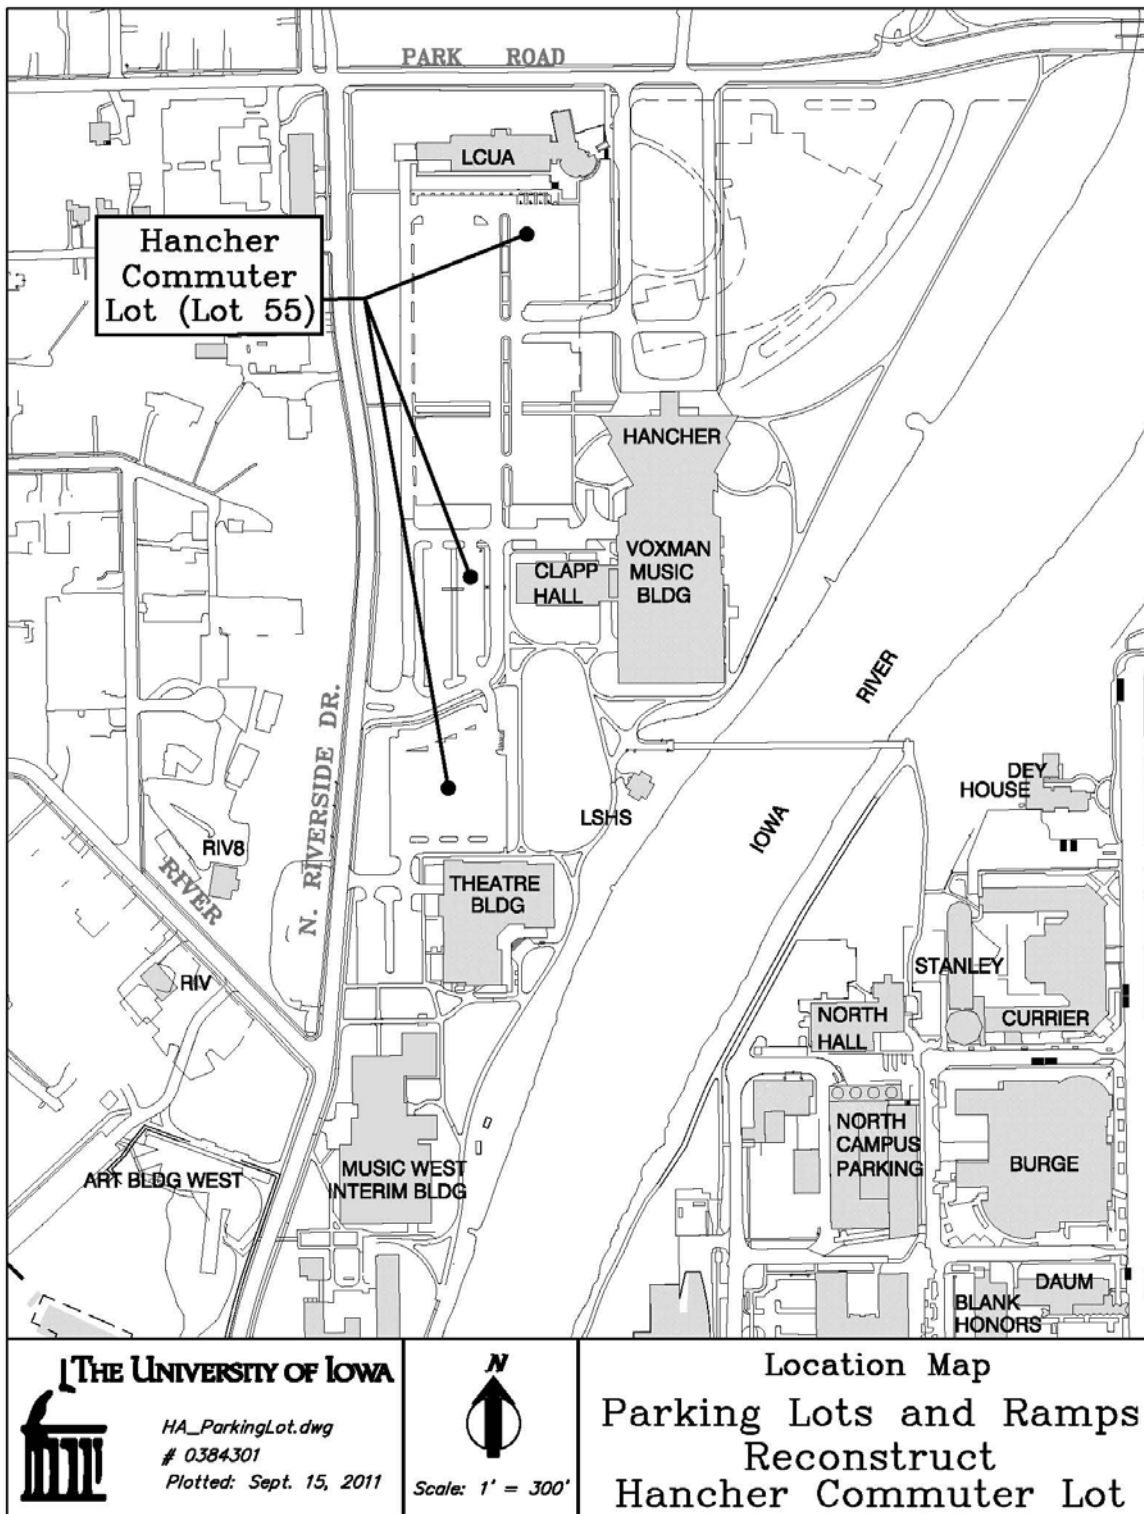 PARK ROAD
LCUA
Hancher
Commuter
Lot (Lot 55)
HANCHER
VOXMAN
MUSIC
BLDG
CLAPP
HALL
RIVER
IOWA
N. RIVERSIDE DR.
DEY
HOUSE
LSHS
RIV8
RIVER
THEATRE
BLDG
RIV
STANLEY
CURRIER
NORTH
HALL
NORTH
CAMPUS
PARKING
BURGE
ART BLDG WEST
MUSIC WEST
INTERIM BLDG
DAUM
BLANK
HONORS
THE UNIVERSITY OF IOWA
HA_ParkingLot.dwg
# 0384301
Plotted: Sept. 15, 2011
N
Scale: 1' = 300'
Location Map
Parking Lots and Ramps
Reconstruct
Hancher Commuter Lot